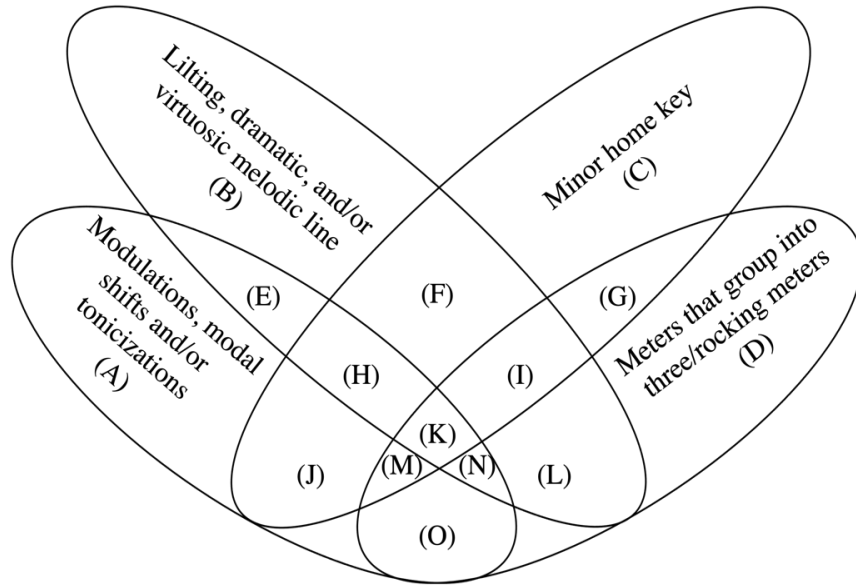 Lilting, dramatic, and/or
virtuosic melodic line
(B)
Minor home key
(C)
Modulations, modal
shifts and/or
tonicizations
(A)
Meters that group into
three/rocking meters
(D)
(E)
(F)
(G)
(H)
(I)
(K)
(J)
(M)
(N)
(L)
(O)